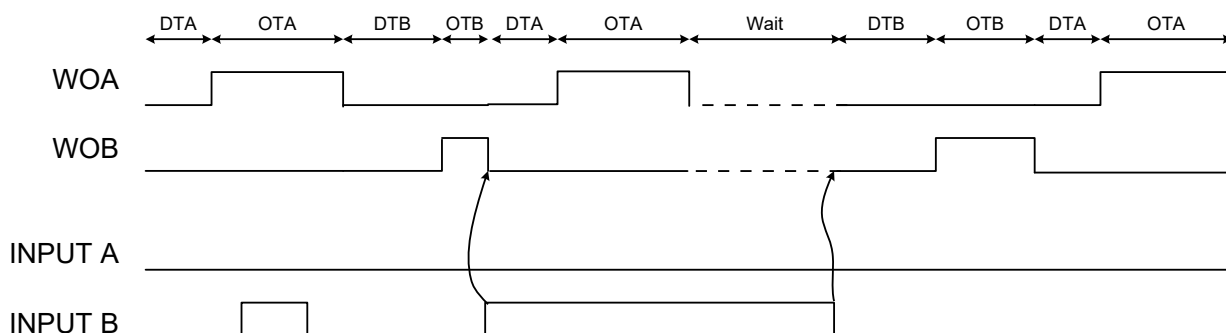 DTA OTA DTB OTB DTA OTA Wait DTB OTB DTA OTA
WOA
WOB
INPUT A
INPUT B